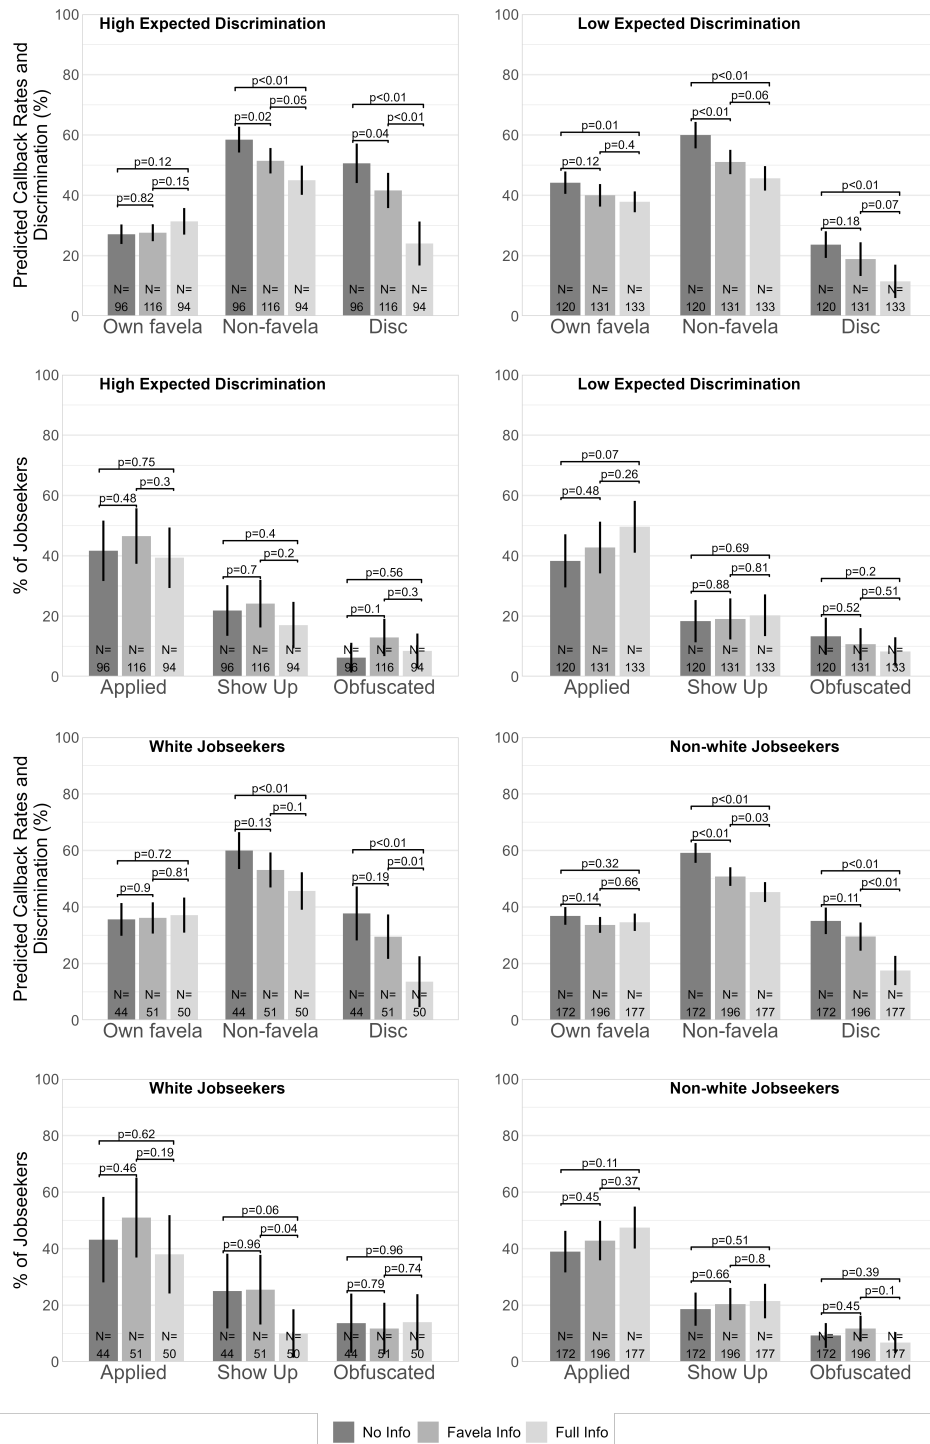 High Expected Discrimination
Predicted Callback Rates and
Discrimination (%)
100
80
60
40
20
0
p=0.12
p=0.15
p=0.82
p<0.01
p=0.05
p=0.02
p<0.01
p<0.01
p=0.04
N= N= N= N= N= N= N= N= N=
96 116 94 96 116 94 96 116 94
Own favela Non-favela Disc
Low Expected Discrimination
100
80
60
40
20
0
p=0.01
p=0.4
p=0.12
p<0.01
p=0.06
p<0.01
p<0.01
p=0.07
p=0.18
N= N= N= N= N= N= N= N= N=
120 131 133 120 131 133 120 131 133
Own favela Non-favela Disc
High Expected Discrimination
% of Jobseekers
100
80
60
40
20
0
p=0.75
p=0.3
p=0.48
p=0.4
p=0.2
p=0.7
p=0.56
p=0.3
p=0.1
N= N= N= N= N= N= N= N= N=
96 116 94 96 116 94 96 116 94
Applied Show Up Obfuscated
Low Expected Discrimination
100
80
60
40
20
0
p=0.07
p=0.26
p=0.48
p=0.69
p=0.81
p=0.88
p=0.2
p=0.51
p=0.52
N= N= N= N= N= N= N= N= N=
120 131 133 120 131 133 120 131 133
Applied Show Up Obfuscated
White Jobseekers
Predicted Callback Rates and
Discrimination (%)
100
80
60
40
20
0
p=0.72
p=0.81
p=0.9
p<0.01
p=0.1
p=0.13
p<0.01
p=0.01
p=0.19
N= N= N= N= N= N= N= N= N=
44 51 50 44 51 50 44 51 50
Own favela Non-favela Disc
Non-white Jobseekers
100
80
60
40
20
0
p=0.32
p=0.66
p=0.14
p<0.01
p=0.03
p<0.01
p<0.01
p<0.01
p=0.11
N= N= N= N= N= N= N= N= N=
172 196 177 172 196 177 172 196 177
Own favela Non-favela Disc
White Jobseekers
% of Jobseekers
100
80
60
40
20
0
p=0.62
p=0.19
p=0.46
p=0.06
p=0.04
p=0.96
p=0.96
p=0.74
p=0.79
N= N= N= N= N= N= N= N= N=
44 51 50 44 51 50 44 51 50
Applied Show Up Obfuscated
Non-white Jobseekers
100
80
60
40
20
0
p=0.11
p=0.37
p=0.45
p=0.51
p=0.8
p=0.66
p=0.39
p=0.1
p=0.45
N= N= N= N= N= N= N= N= N=
172 196 177 172 196 177 172 196 177
Applied Show Up Obfuscated
No Info Favela Info Full Info